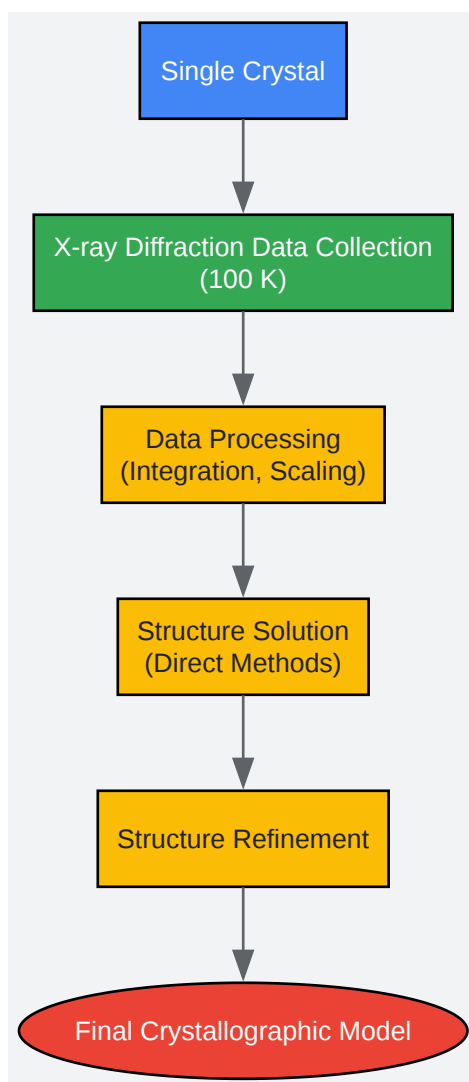 Single Crystal
X-ray Diffraction Data Collection
(100 K)
Data Processing
(Integration, Scaling)
Structure Solution
(Direct Methods)
Structure Refinement
Final Crystallographic Model